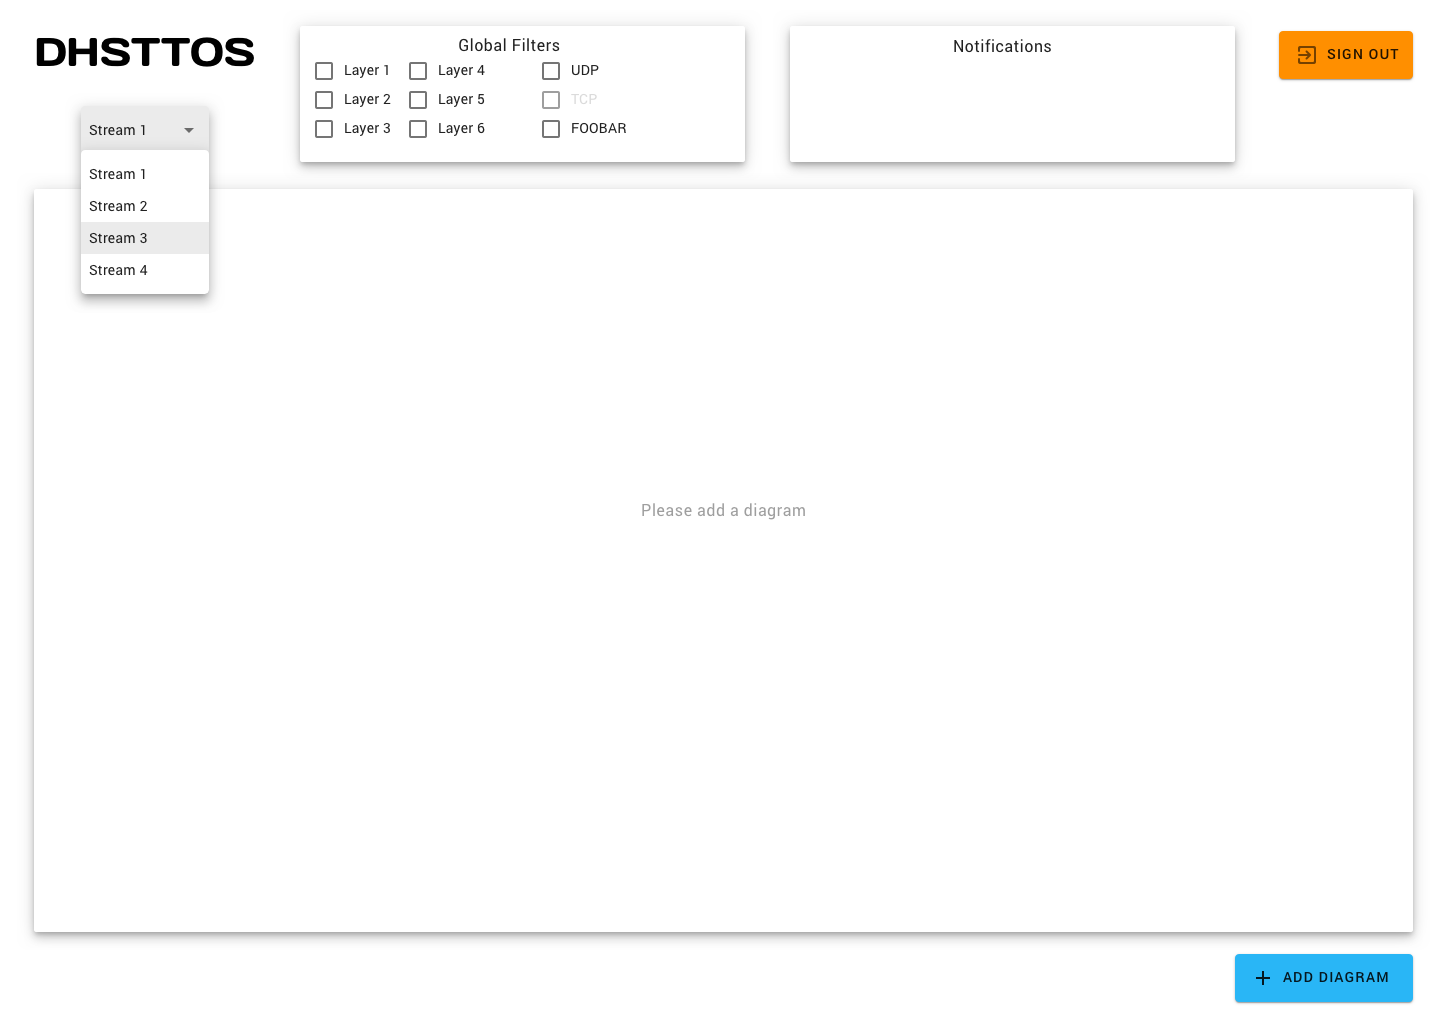 DHSTTOS
Global Filters
Layer 1
Layer 4
UDP
Layer 2
Layer 5
TCP
Layer 3
Layer 6
FOOBAR
Notifications
SIGN OUT
Stream 1
Stream 1
Stream 2
Stream 3
Stream 4
Please add a diagram
ADD DIAGRAM